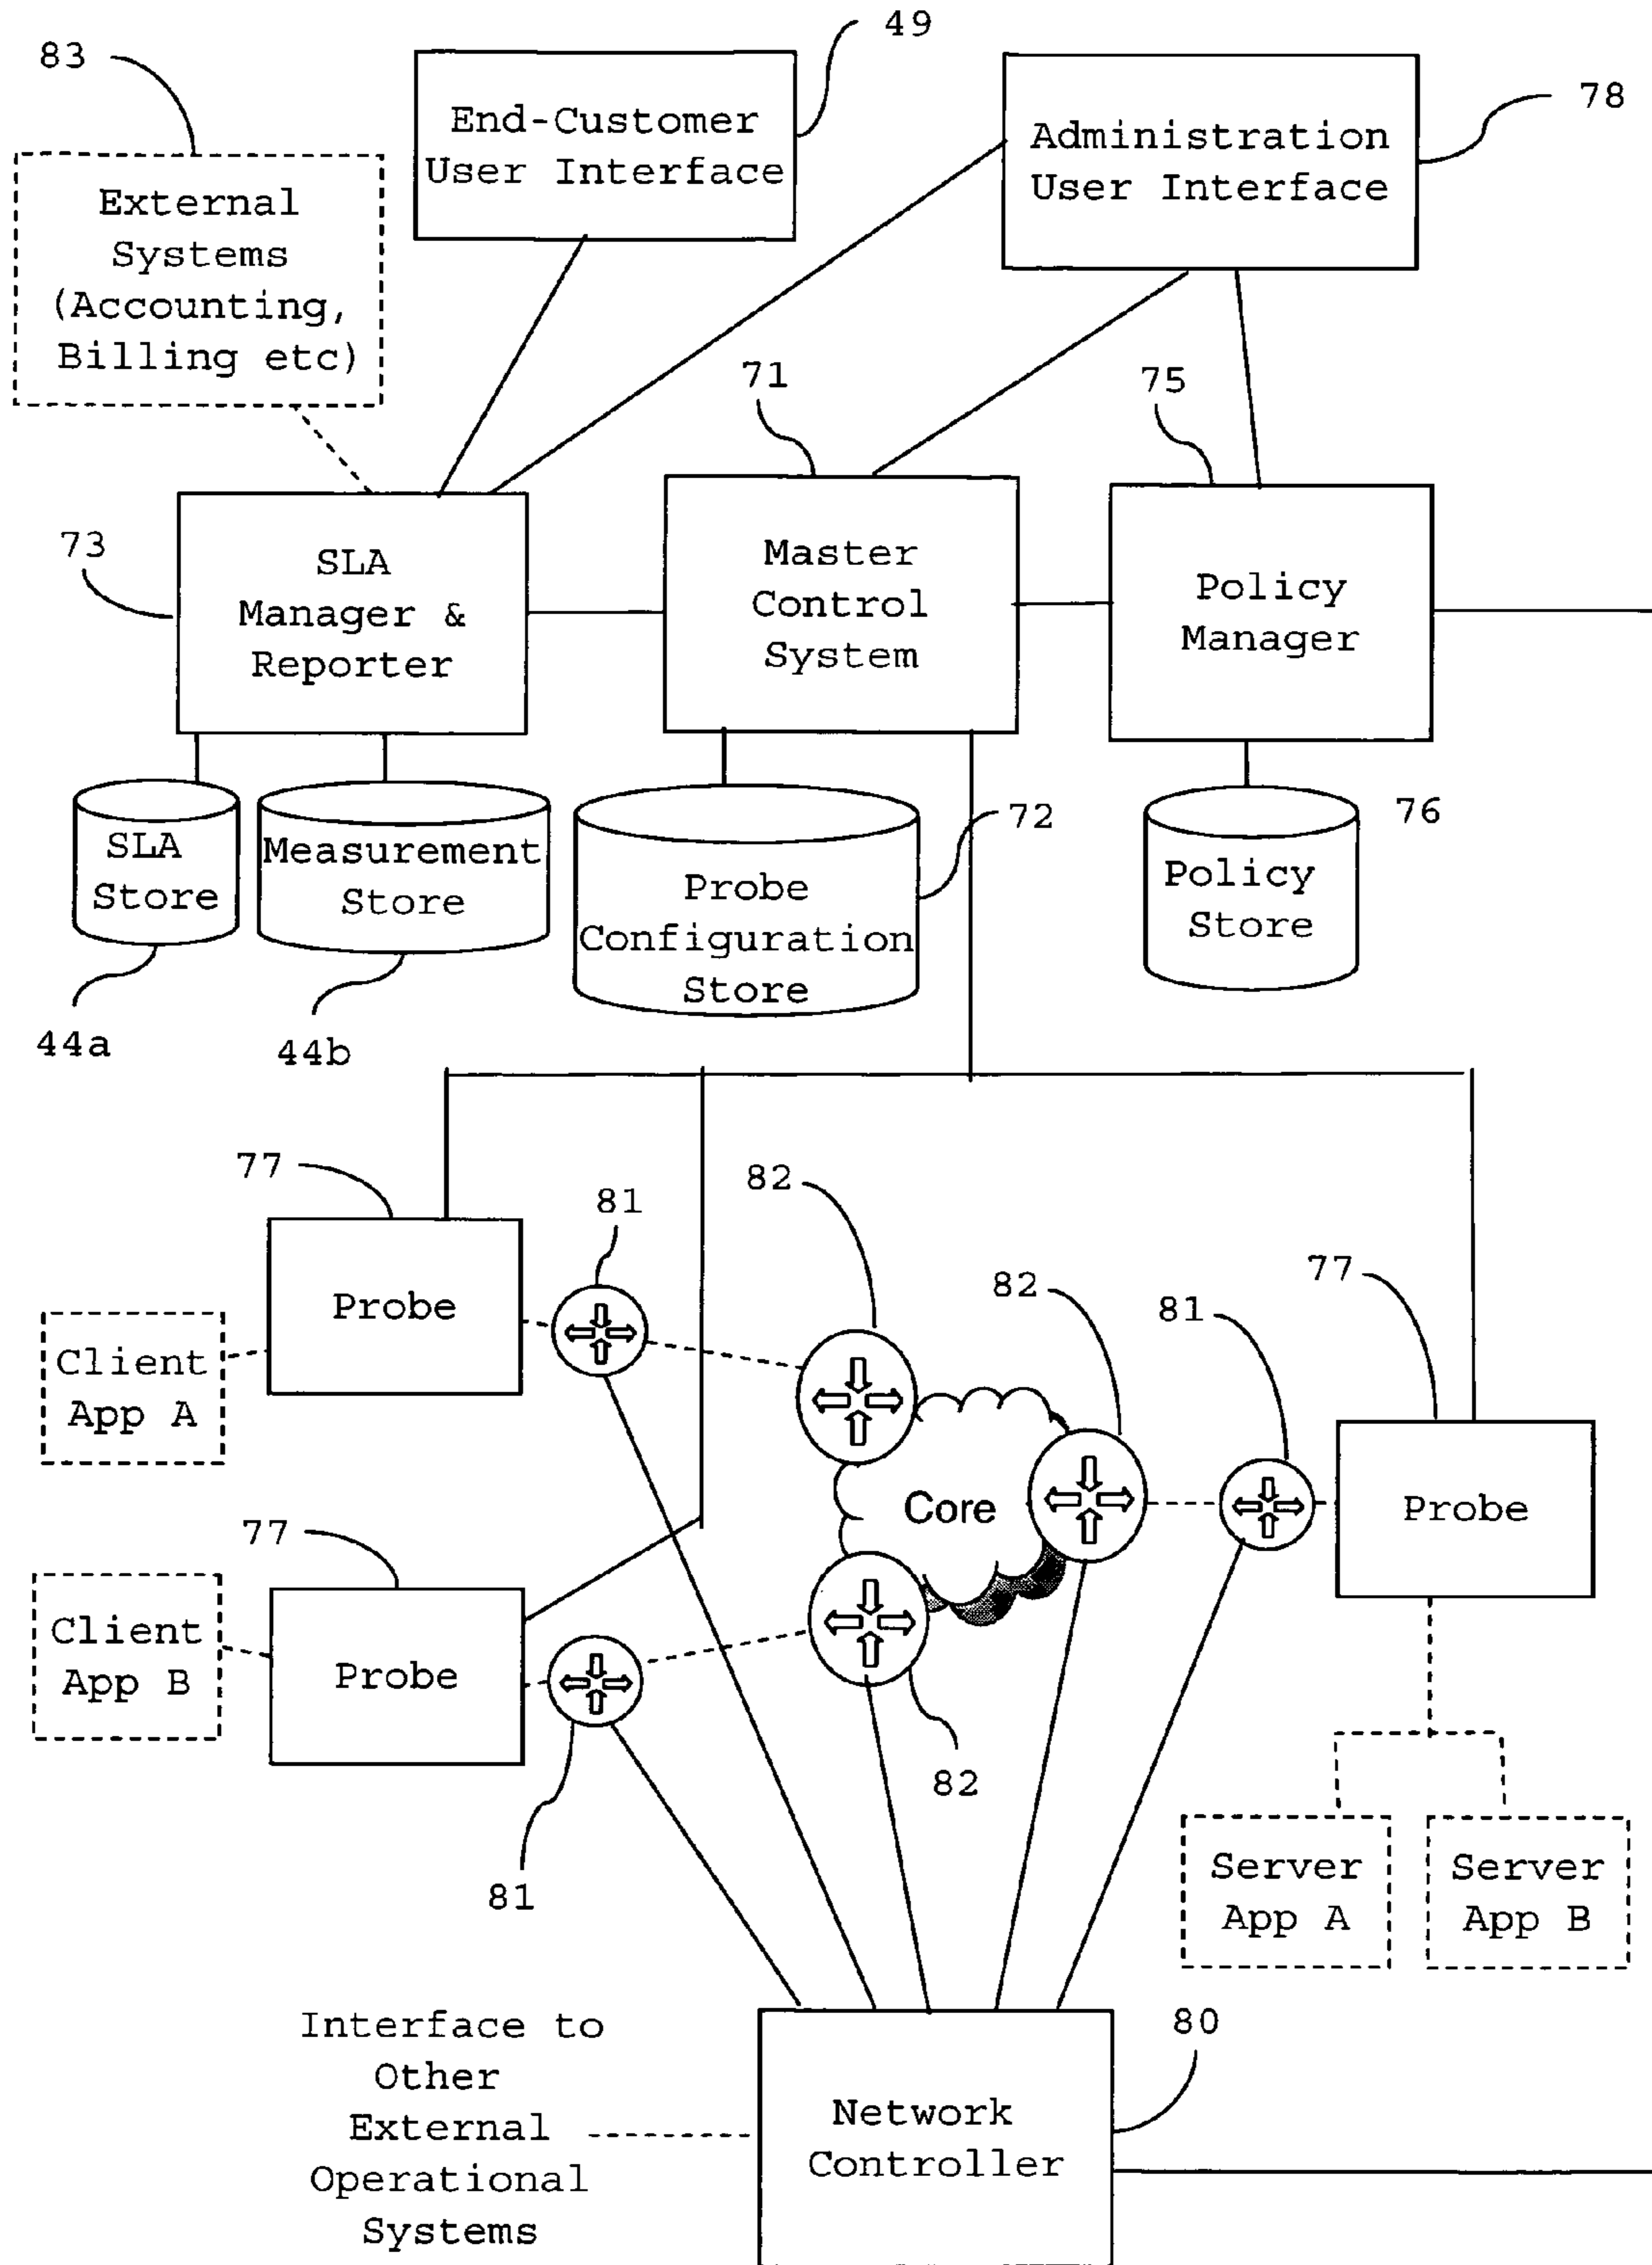 49
83
78
End-Customer
User Interface
Administration
User Interface
External
Systems
(Accounting,
Billing etc)
71
75
73
SLA
Manager &
Reporter
Master
Control
System
Policy
Manager
72
76
SLA
Store
Measurement
Store
Probe
Configuration
Store
Policy
Store
44a
44b
77
81
82
82
77
81
Probe
Client
App A
Core
Probe
77
Client
App B
Probe
82
81
Server
App A
Server
App B
Interface to
Other
External
Operational
Systems
80
Network
Controller